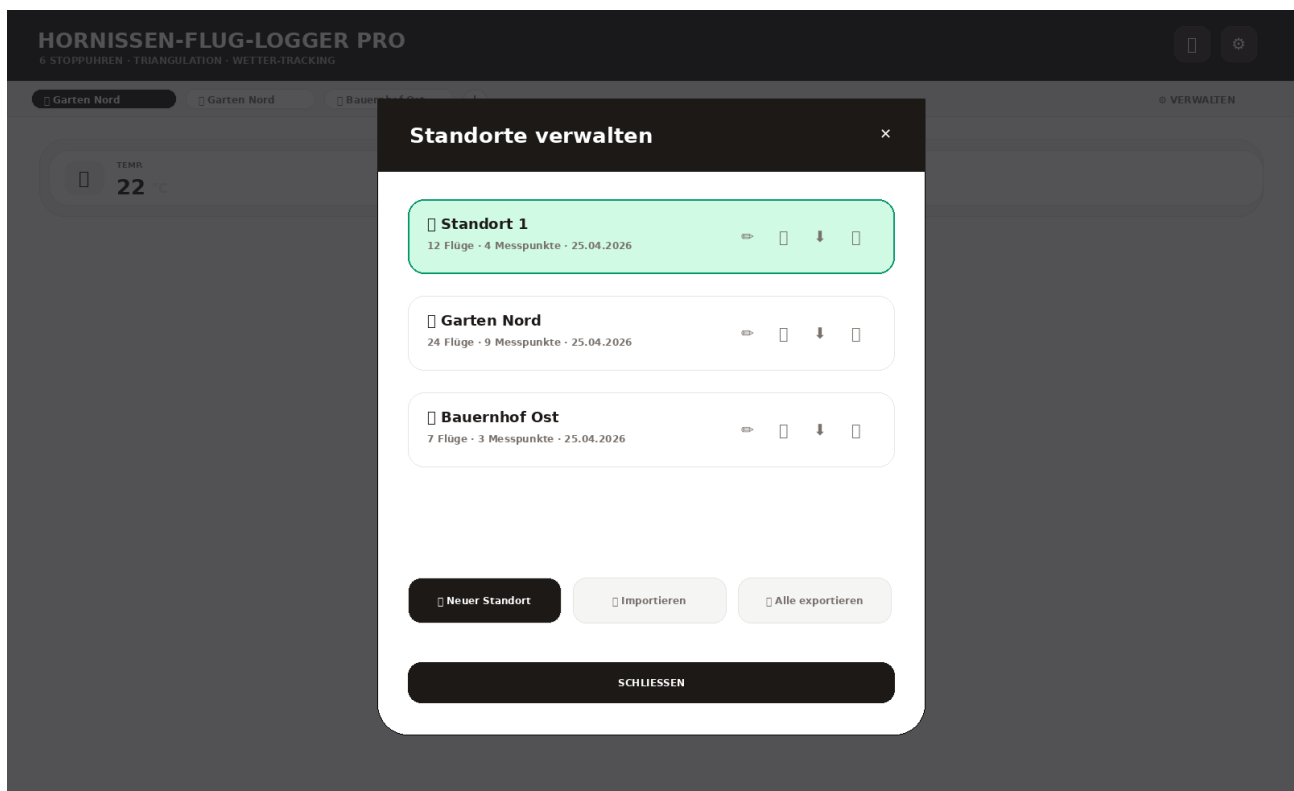 HORNISSEN-FLUG-LOGGER PRO
6 STOPPUHREN · TRIANGULATION · WETTER-TRACKING
Garten Nord
Garten Nord
VERWALTEN
TEMP.
22 °C
Standorte verwalten
×
Standort 1
12 Flüge · 4 Messpunkte · 25.04.2026
Garten Nord
24 Flüge · 9 Messpunkte · 25.04.2026
Bauernhof Ost
7 Flüge · 3 Messpunkte · 25.04.2026
Neuer Standort
Importieren
Alle exportieren
SCHLIESSEN